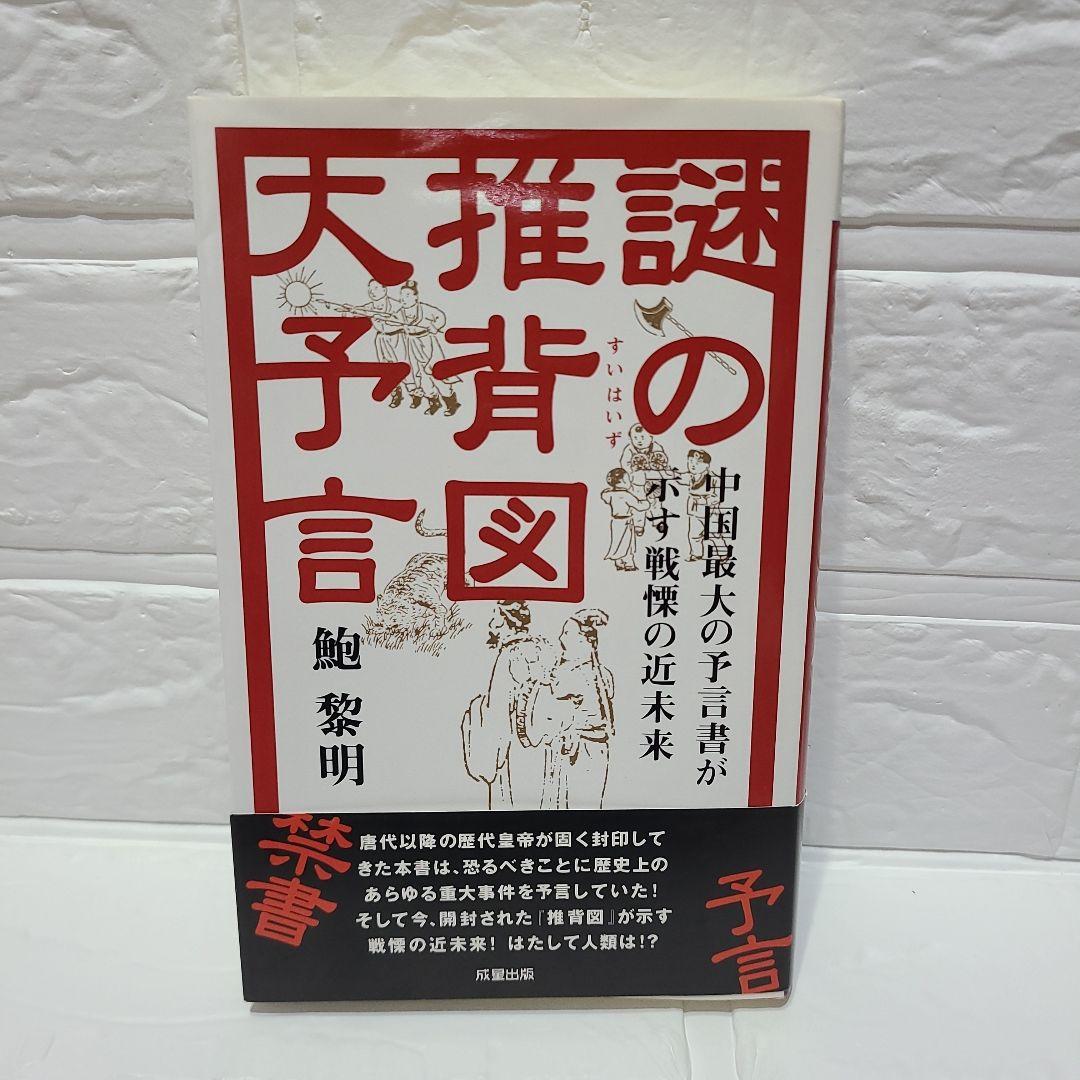 謎の
推背図
すいはいず
大予言
中国最大の予言書が
示す戦慄の近未来
鮑 黎明
禁書
唐代以降の歴代皇帝が固く封印して
きた本書は、恐るべきことに歴史上の
あらゆる重大事件を予言していた!
そして今、開封された『推背図』が示す
戦慄の近未来! はたして人類は!?
予言
成星出版